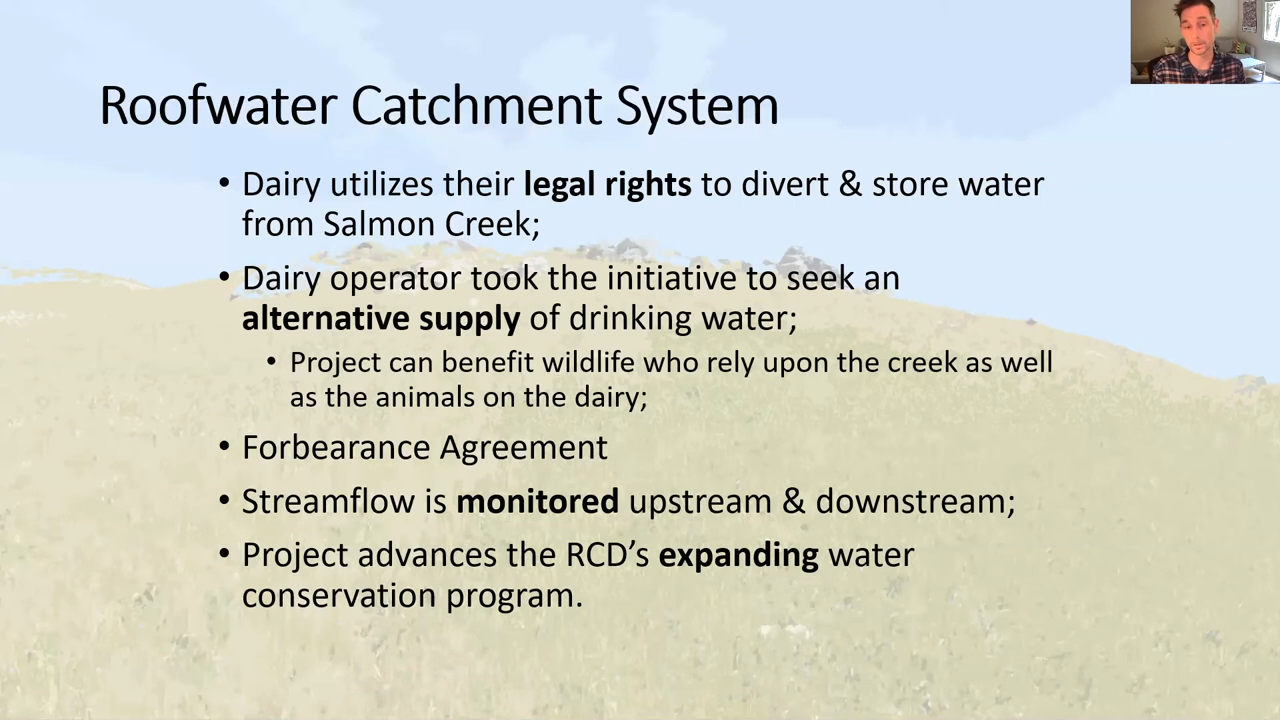 Roofwater Catchment System
• Dairy utilizes their legal rights to divert & store water
from Salmon Creek;
• Dairy operator took the initiative to seek an
alternative supply of drinking water;
• Project can benefit wildlife who rely upon the creek as well
as the animals on the dairy;
• Forbearance Agreement
• Streamflow is monitored upstream & downstream;
• Project advances the RCD’s expanding water
conservation program.